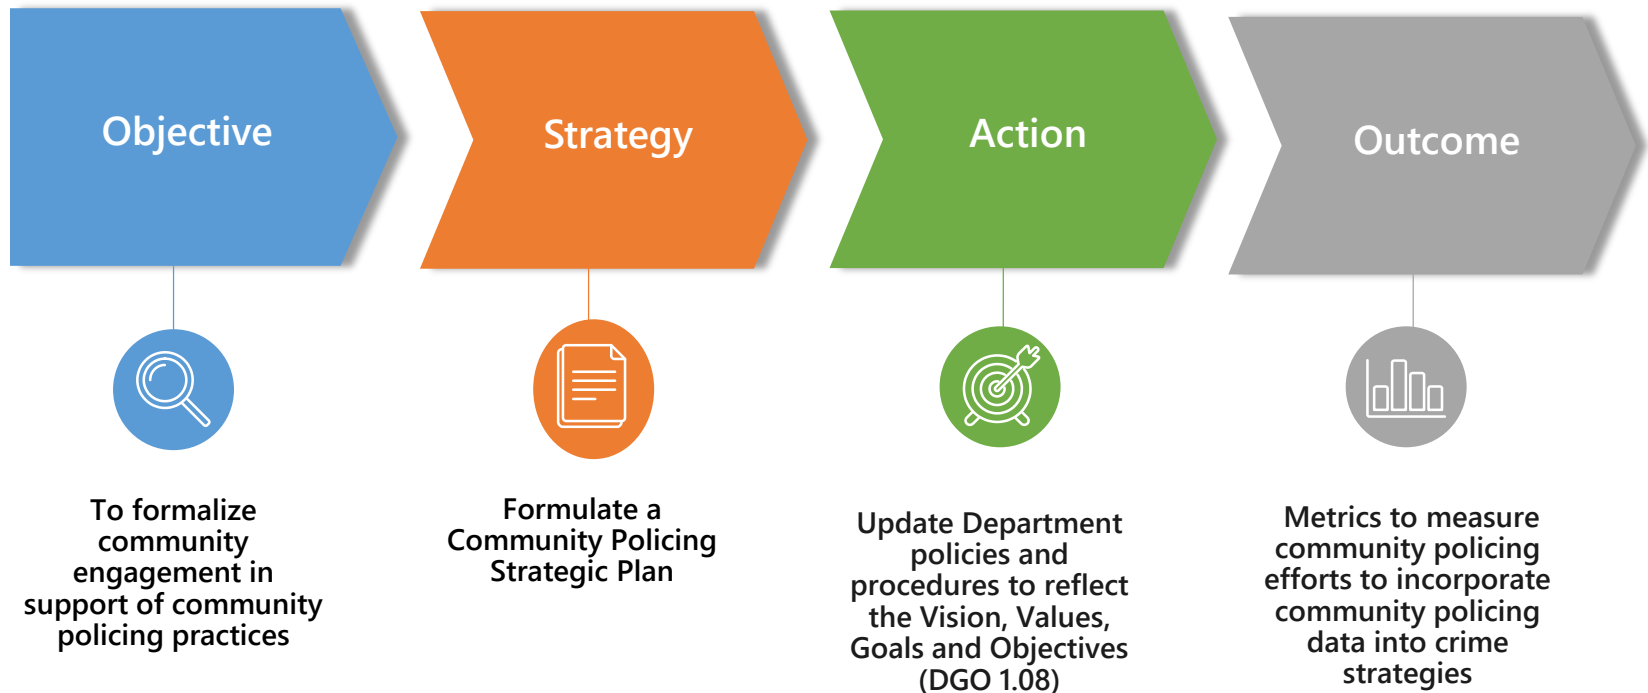 Objective
Strategy
Action
Outcome
To formalize
community
engagement in
support of community
policing practices
Formulate a
Community Policing
Strategic Plan
Update Department
policies and
procedures to reflect
the Vision, Values,
Goals and Objectives
(DGO 1.08)
Metrics to measure
community policing
efforts to incorporate
community policing
data into crime
strategies